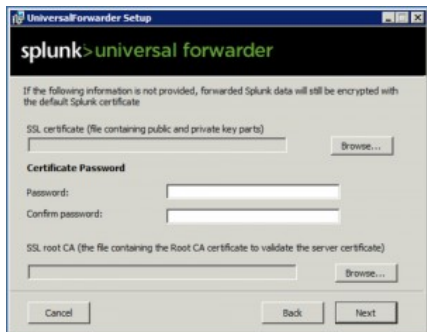 UniversalForwarder Setup
splunk>universal forwarder
If the following information is not provided, forwarded Splunk data will still be encrypted with
the default Splunk certificate
SSL certificate (file containing public and private key parts)
Browse...
Certificate Password
Password:
Confirm password:
SSL root CA (the file containing the Root CA certificate to validate the server certificate)
Browse...
Cancel
Back
Next